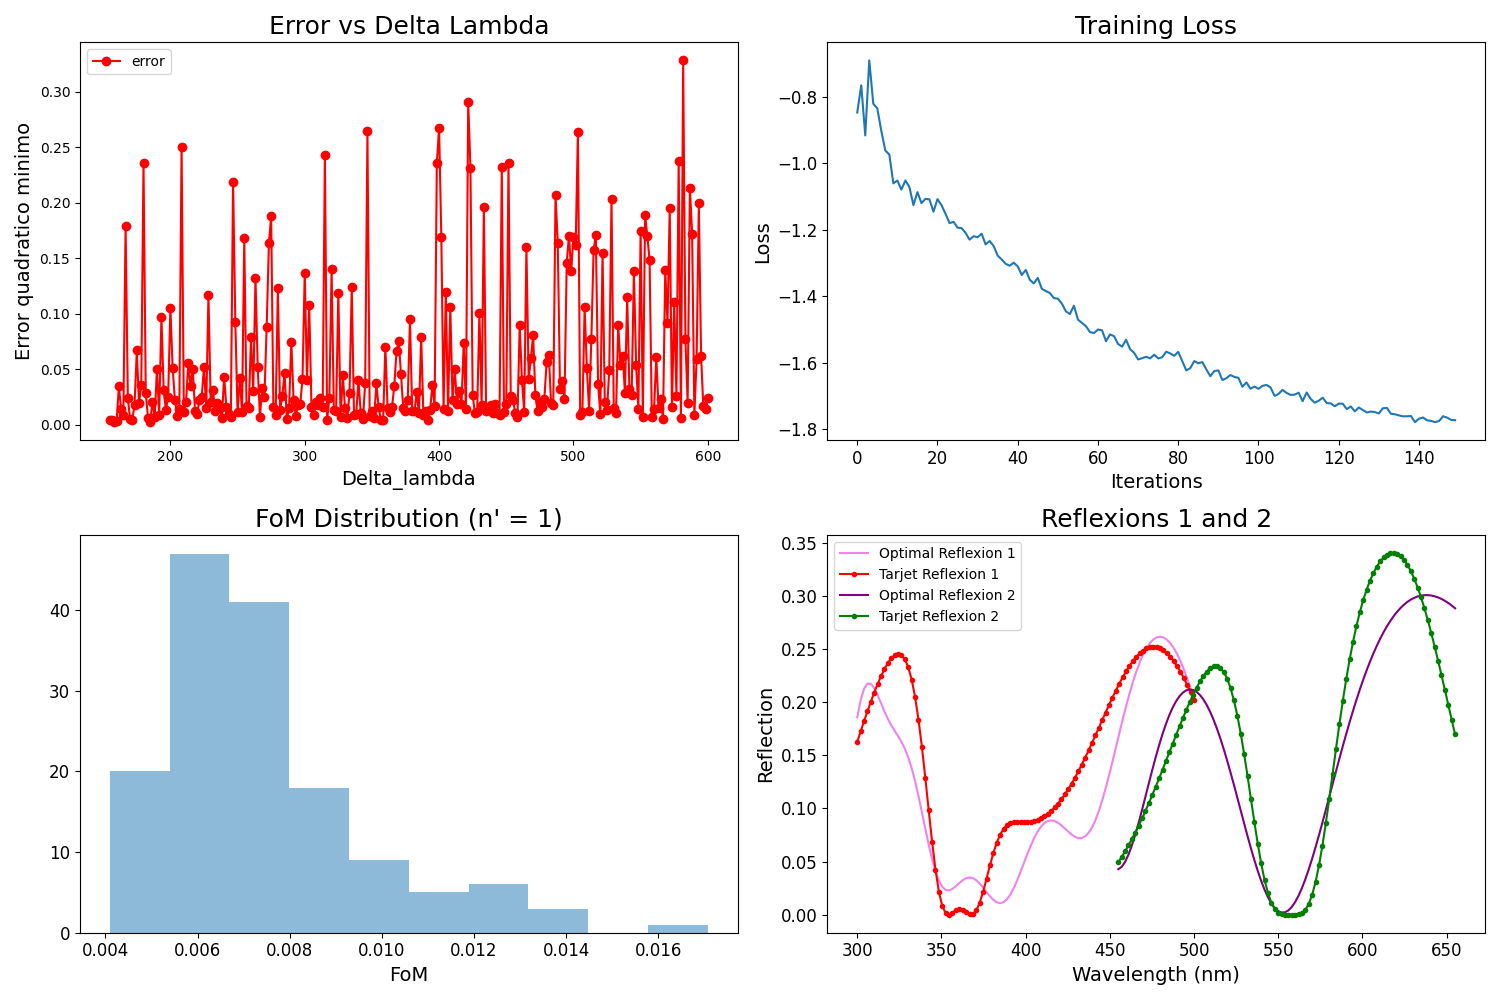 Error vs Delta Lambda
error
0.30
0.25
0.20
0.15
0.10
0.05
0.00
Error quadratico minimo
200 300 400 500 600
Delta_lambda
Training Loss
−0.8
−1.0
−1.2
−1.4
−1.6
−1.8
Loss
0 20 40 60 80 100 120 140
Iterations
FoM Distribution (n' = 1)
40
30
20
10
0
0.004 0.006 0.008 0.010 0.012 0.014 0.016
FoM
Reflexions 1 and 2
Optimal Reflexion 1
Tarjet Reflexion 1
Optimal Reflexion 2
Tarjet Reflexion 2
0.35
0.30
0.25
0.20
0.15
0.10
0.05
0.00
Reflection
300 350 400 450 500 550 600 650
Wavelength (nm)